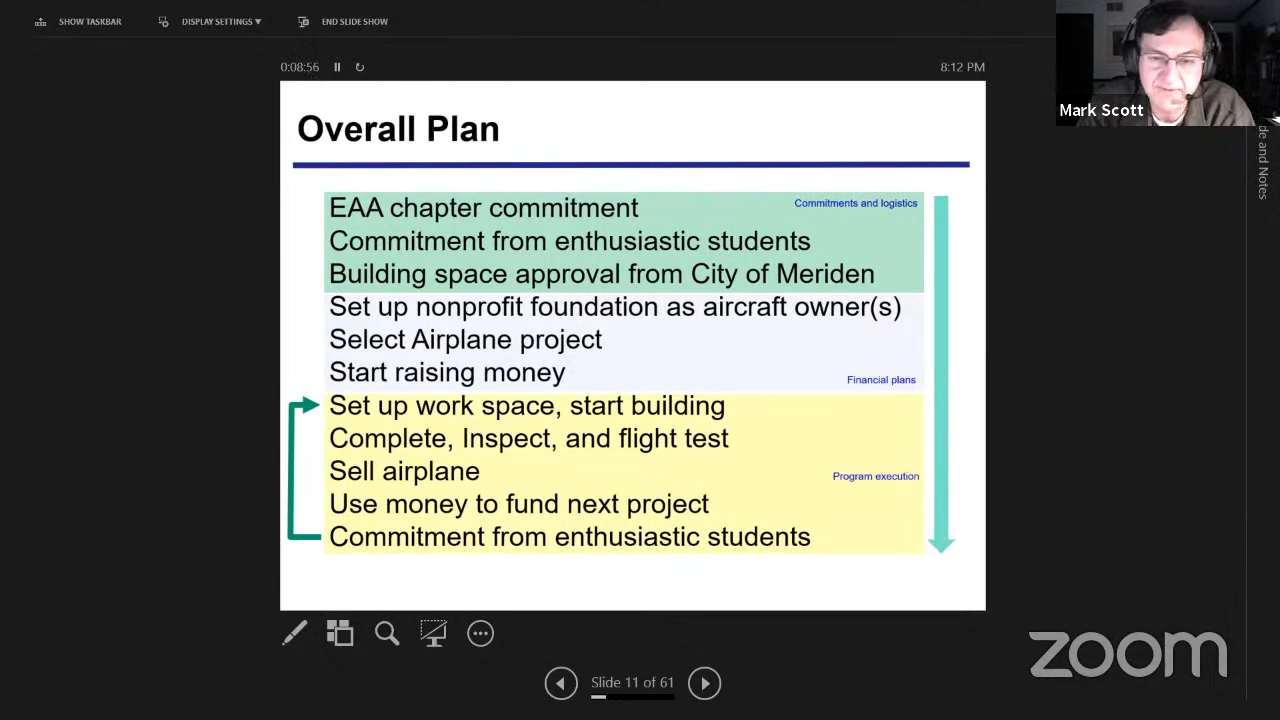 SHOW TASKBAR
DISPLAY SETTINGS
END SLIDE SHOW
0:08:56
8:12 PM
Mark Scott
de and Notes
Overall Plan
EAA chapter commitment
Commitments and logistics
Commitment from enthusiastic students
Building space approval from City of Meriden
Set up nonprofit foundation as aircraft owner(s)
Select Airplane project
Start raising money
Financial plans
Set up work space, start building
Complete, Inspect, and flight test
Sell airplane
Program execution
Use money to fund next project
Commitment from enthusiastic students
Slide 11 of 61
zoom